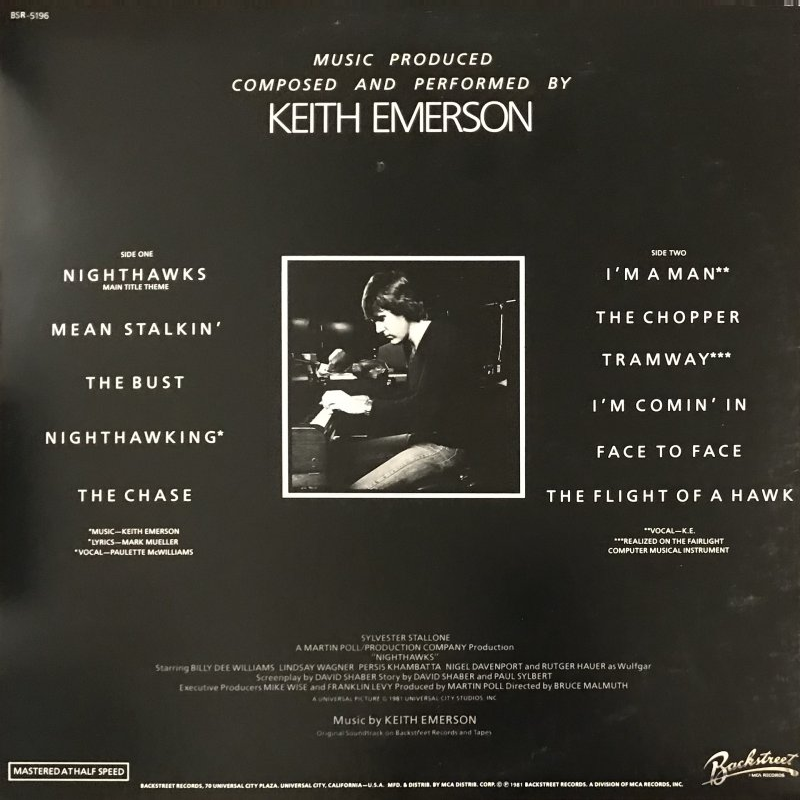 BSR-5196
MUSIC PRODUCED
COMPOSED AND PERFORMED BY
KEITH EMERSON
SIDE ONE
NIGHTHAWKS
MAIN TITLE THEME
MEAN STALKIN'
THE BUST
NIGHTHAWKING*
THE CHASE
*MUSIC—KEITH EMERSON
*LYRICS—MARK MUELLER
*VOCAL—PAULETTE McWILLIAMS
SIDE TWO
I'M A MAN**
THE CHOPPER
TRAMWAY***
I'M COMIN' IN
FACE TO FACE
THE FLIGHT OF A HAWK
**VOCAL—K.E.
***REALIZED ON THE FAIRLIGHT
COMPUTER MUSICAL INSTRUMENT
SYLVESTER STALLONE
A MARTIN POLL/PRODUCTION COMPANY Production
"NIGHTHAWKS"
Starring BILLY DEE WILLIAMS LINDSAY WAGNER PERSIS KHAMBATTA NIGEL DAVENPORT and RUTGER HAUER as Wulfgar
Screenplay by DAVID SHABER Story by DAVID SHABER and PAUL SYLBERT
Executive Producers MIKE WISE and FRANKLIN LEVY Produced by MARTIN POLL Directed by BRUCE MALMUTH
A UNIVERSAL PICTURE © 1981 UNIVERSAL CITY STUDIOS, INC.
Music by KEITH EMERSON
Original Soundtrack on Backstreet Records and Tapes
MASTERED AT HALF SPEED
BACKSTREET RECORDS, 70 UNIVERSAL CITY PLAZA. UNIVERSAL CITY, CALIFORNIA—U.S.A. MFD. & DISTRIB. BY MCA DISTRIB. CORP. © ℗ 1981 BACKSTREET RECORDS. A DIVISION OF MCA RECORDS, INC.
Backstreet
MCA RECORDS